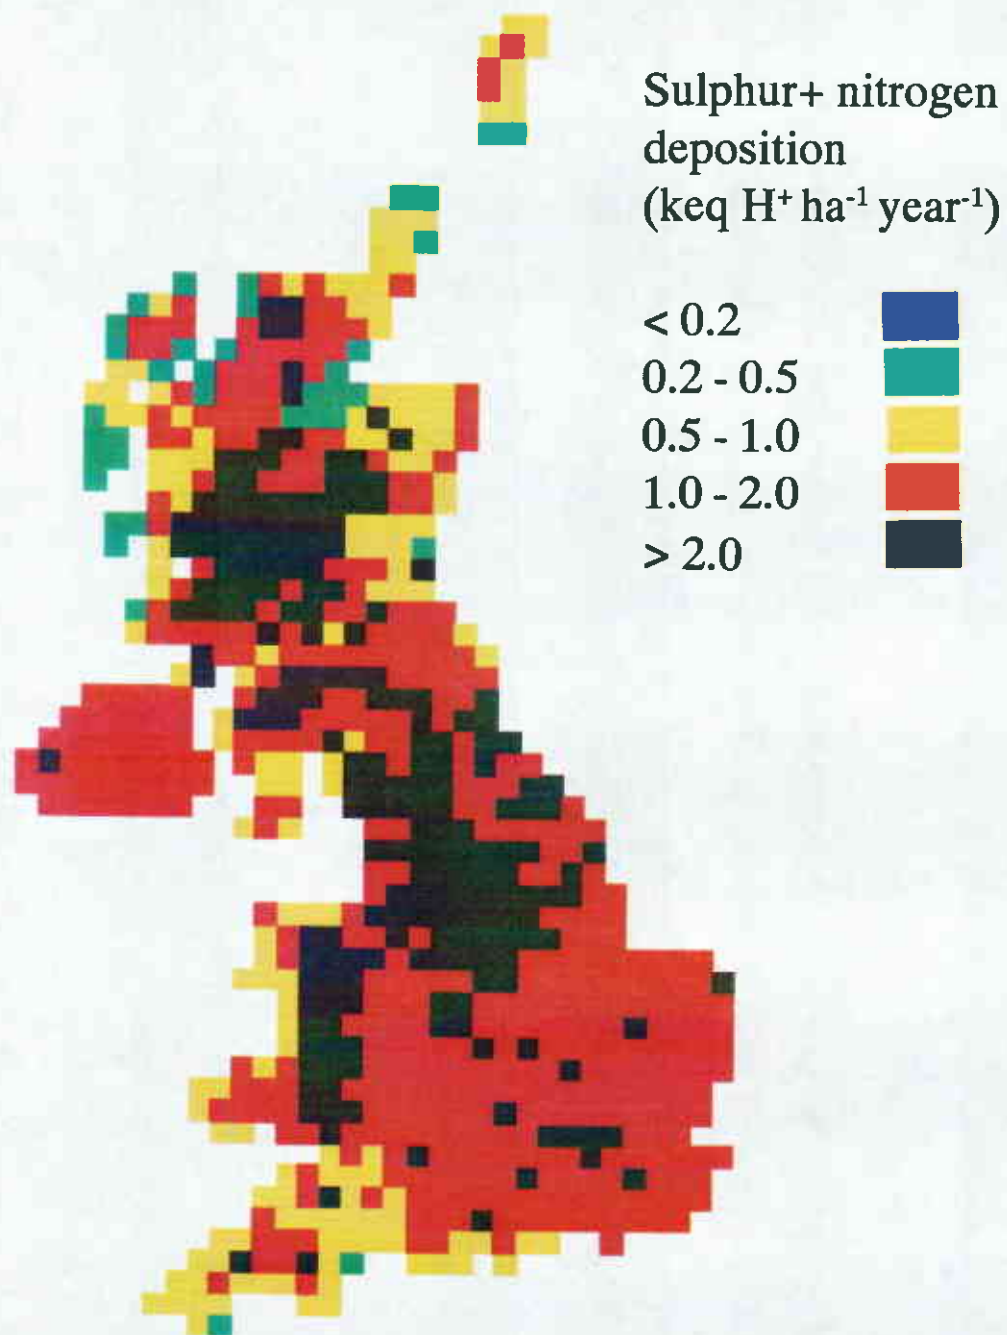 Sulphur+ nitrogen
deposition
(keq H⁺ ha⁻¹ year⁻¹)
< 0.2
0.2 - 0.5
0.5 - 1.0
1.0 - 2.0
> 2.0